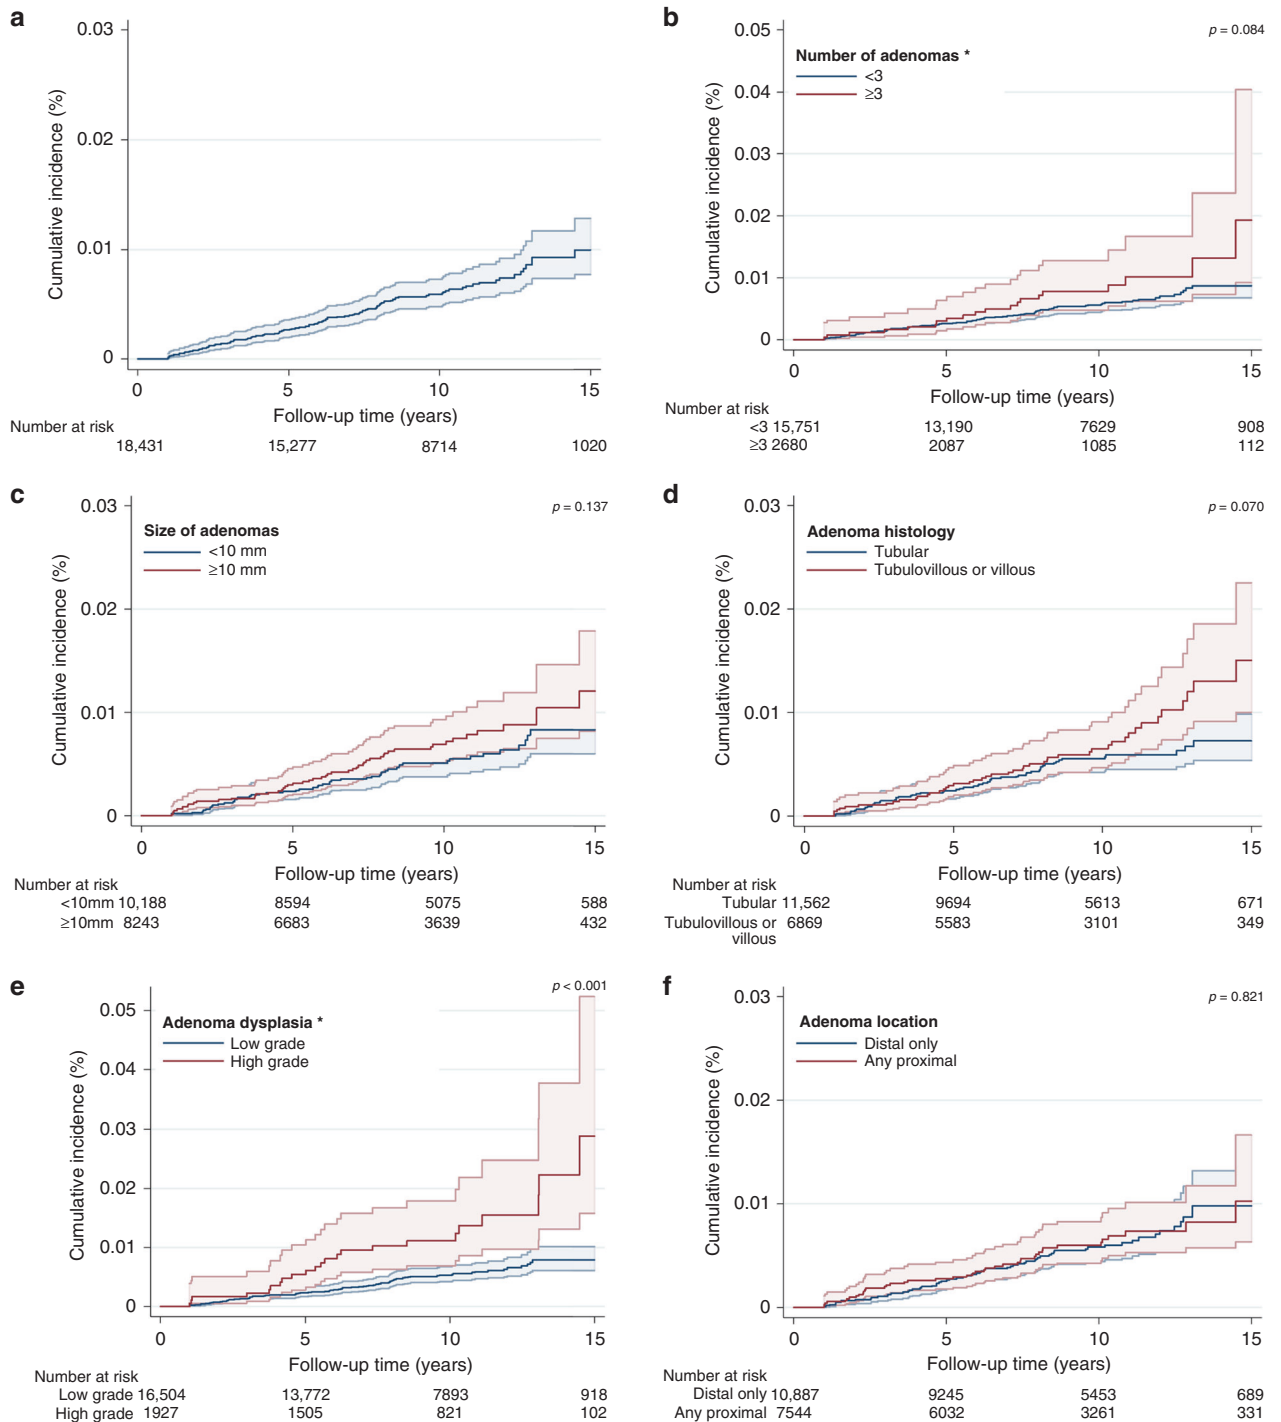 a
0.03
0.02
0.01
0
Cumulative incidence (%)
0 5 10 15
Follow-up time (years)
Number at risk
18,431 15,277 8714 1020
b
p = 0.084
0.05
0.04
0.03
0.02
0.01
0
Cumulative incidence (%)
Number of adenomas *
<3
≥3
0 5 10 15
Follow-up time (years)
Number at risk
<3 15,751 13,190 7629 908
≥3 2680 2087 1085 112
c
p = 0.137
0.03
0.02
0.01
0
Cumulative incidence (%)
Size of adenomas
<10 mm
≥10 mm
0 5 10 15
Follow-up time (years)
Number at risk
<10mm 10,188 8594 5075 588
≥10mm 8243 6683 3639 432
d
p = 0.070
0.03
0.02
0.01
0
Cumulative incidence (%)
Adenoma histology
Tubular
Tubulovillous or villous
0 5 10 15
Follow-up time (years)
Number at risk
Tubular 11,562 9694 5613 671
Tubulovillous or 6869 5583 3101 349
villous
e
p < 0.001
0.05
0.04
0.03
0.02
0.01
0
Cumulative incidence (%)
Adenoma dysplasia *
Low grade
High grade
0 5 10 15
Follow-up time (years)
Number at risk
Low grade 16,504 13,772 7893 918
High grade 1927 1505 821 102
f
p = 0.821
0.03
0.02
0.01
0
Cumulative incidence (%)
Adenoma location
Distal only
Any proximal
0 5 10 15
Follow-up time (years)
Number at risk
Distal only 10,887 9245 5453 689
Any proximal 7544 6032 3261 331